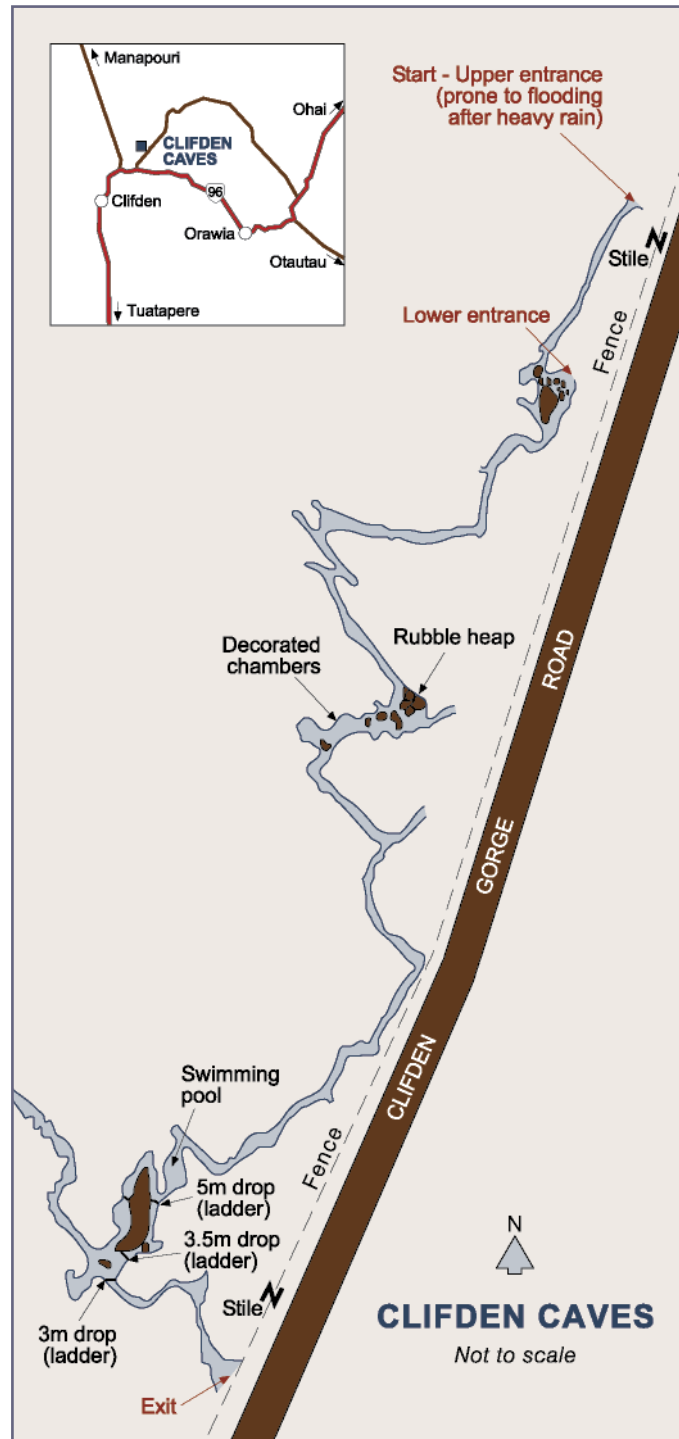 Manapouri
Ohai
CLIFDEN
CAVES
96
Clifden
Orawia
Otautau
Tuatapere
Start - Upper entrance
(prone to flooding
after heavy rain)
Stile
Lower entrance
Fence
Decorated
chambers
Rubble heap
ROAD
GORGE
CLIFDEN
Swimming
pool
Fence
5m drop
(ladder)
3.5m drop
(ladder)
Stile
3m drop
(ladder)
Exit
N
CLIFDEN CAVES
Not to scale